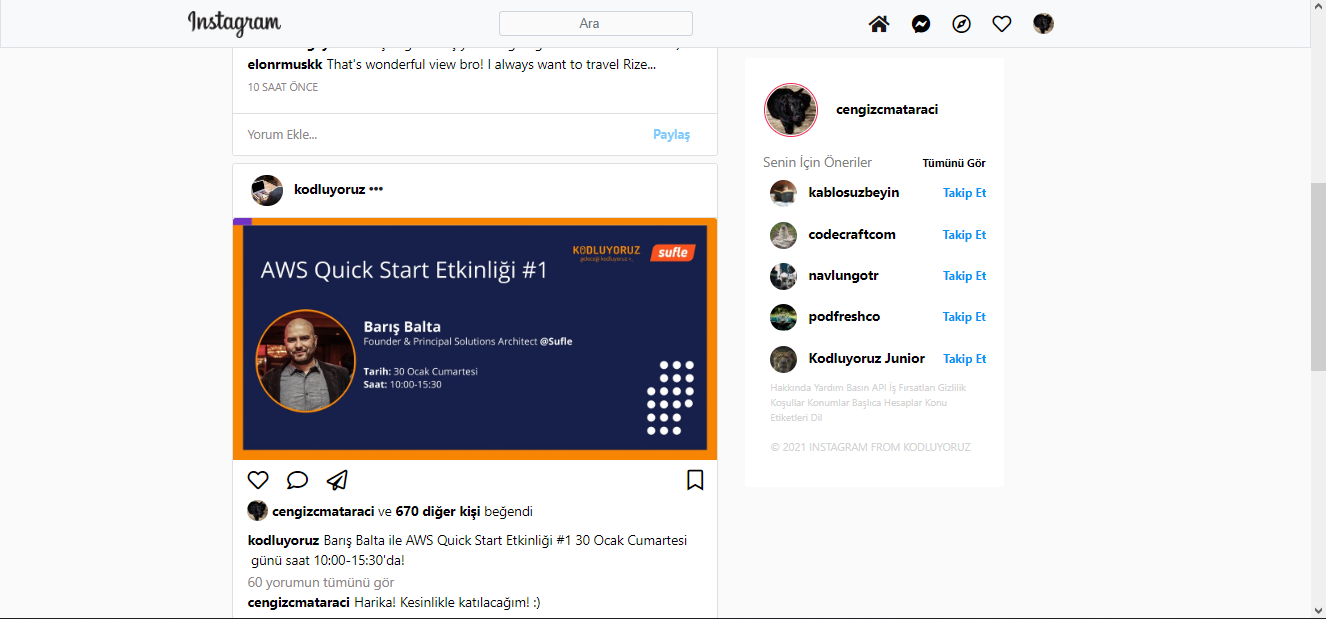 Instagram
Ara
elonrmuskk That's wonderful view bro! I always want to travel Rize...
10 SAAT ÖNCE
Yorum Ekle...
Paylaş
kodluyoruz •••
KODLUYORUZ
geleceği kodluyoruz >_
sufle
AWS Quick Start Etkinliği #1
Barış Balta
Founder & Principal Solutions Architect @Sufle
Tarih: 30 Ocak Cumartesi
Saat: 10:00-15:30
cengizcmataraci ve 670 diğer kişi beğendi
kodluyoruz Barış Balta ile AWS Quick Start Etkinliği #1 30 Ocak Cumartesi
günü saat 10:00-15:30'da!
60 yorumun tümünü gör
cengizcmataraci Harika! Kesinlikle katılacağım! :)
cengizcmataraci
Senin İçin Öneriler
Tümünü Gör
kablosuzbeyin
Takip Et
codecraftcom
Takip Et
navlungotr
Takip Et
podfreshco
Takip Et
Kodluyoruz Junior
Takip Et
Hakkında Yardım Basın API İş Fırsatları Gizlilik
Koşullar Konumlar Başlıca Hesaplar Konu
Etiketleri Dil
© 2021 INSTAGRAM FROM KODLUYORUZ